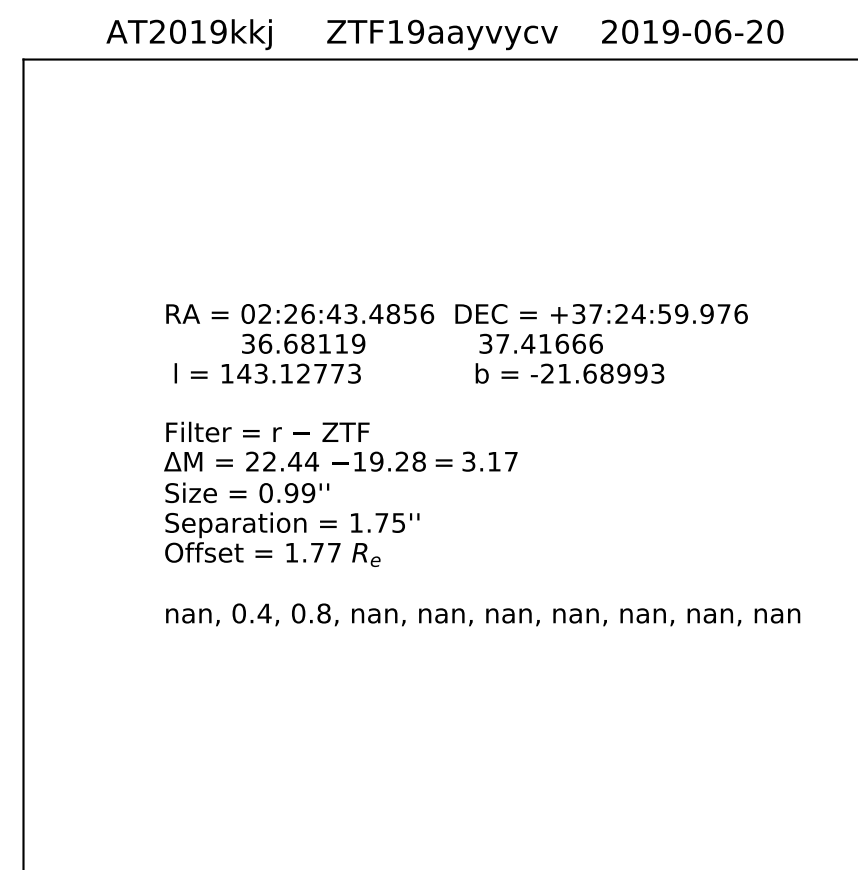 AT2019kkj ZTF19aayvycv 2019-06-20
RA = 02:26:43.4856 DEC = +37:24:59.976
36.68119 37.41666
l = 143.12773 b = -21.68993
Filter = r − ZTF
ΔM = 22.44 −19.28 = 3.17
Size = 0.99''
Separation = 1.75''
Offset = 1.77 Re
nan, 0.4, 0.8, nan, nan, nan, nan, nan, nan, nan